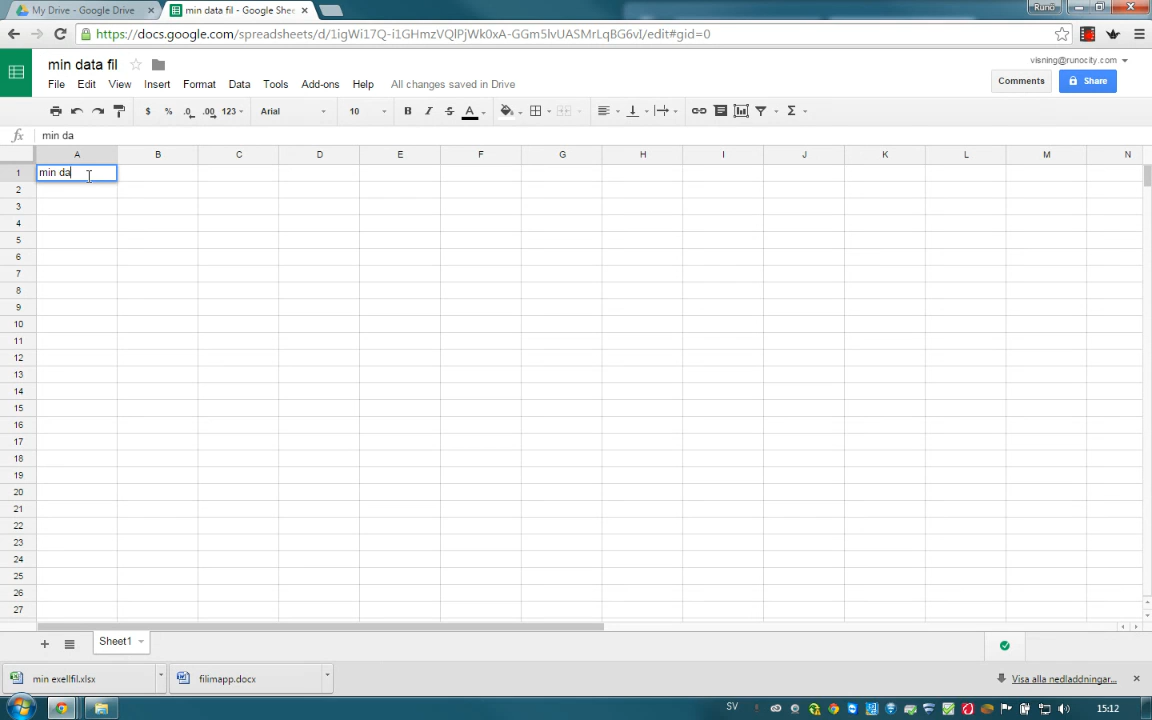 My Drive - Google Drive
min data fil - Google Shee
Runö
https://docs.google.com/spreadsheets/d/1igWi17Q-i1GHmzVQlPjWk0xA-GGm5lvUASMrLqBG6vI/edit#gid=0
min data fil
visning@runocity.com
File Edit View Insert Format Data Tools Add-ons Help All changes saved in Drive
Comments Share
$ % .0 .00 123 Arial 10 B I S A Σ
fx min da
A B C D E F G H I J K L M N
1 min da
2
3
4
5
6
7
8
9
10
11
12
13
14
15
16
17
18
19
20
21
22
23
24
25
26
27
Sheet1
min exellfil.xlsx
filimapp.docx
Visa alla nedladdningar...
SV
15:12